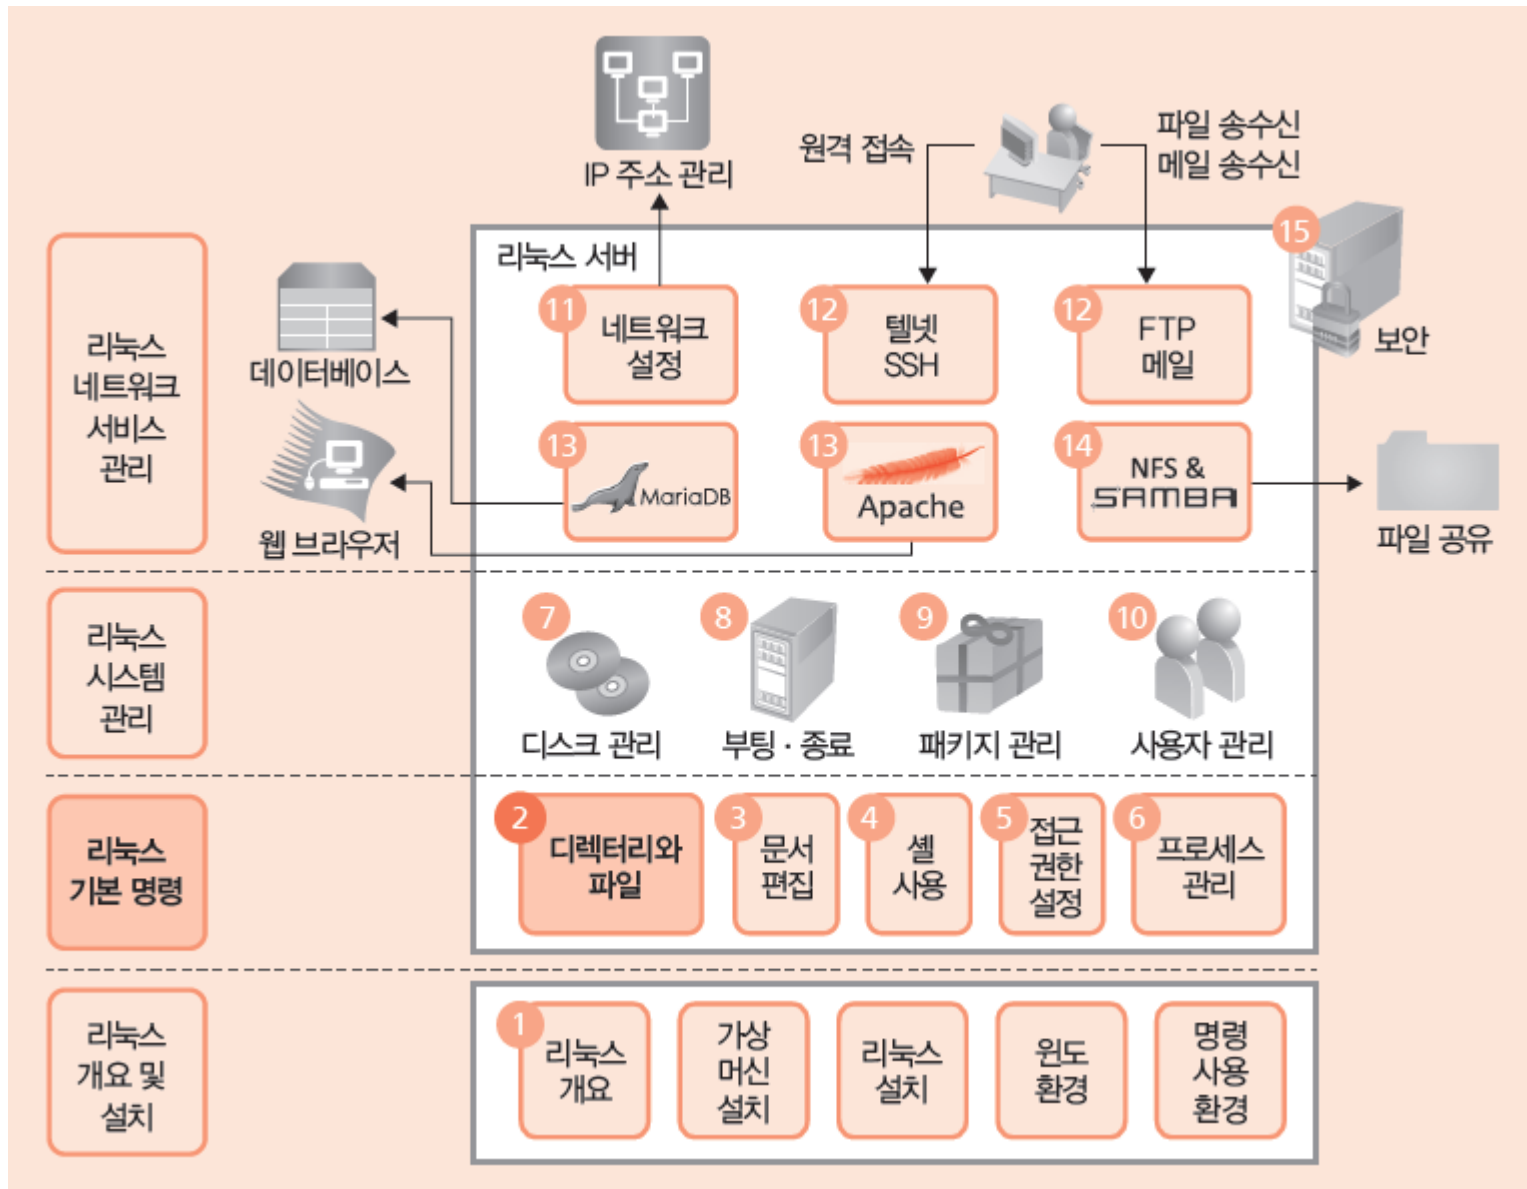 IP 주소 관리
원격 접속
파일 송수신
메일 송수신
15
보안
리눅스
네트워크
서비스
관리
데이터베이스
웹 브라우저
리눅스 서버
11
네트워크
설정
12
텔넷
SSH
12
FTP
메일
13
MariaDB
13
Apache
14
NFS &
SAMBA
파일 공유
리눅스
시스템
관리
7
디스크 관리
8
부팅 · 종료
9
패키지 관리
10
사용자 관리
리눅스
기본 명령
2
디렉터리와
파일
3
문서
편집
4
셸
사용
5
접근
권한
설정
6
프로세스
관리
리눅스
개요 및
설치
1
리눅스
개요
가상
머신
설치
리눅스
설치
윈도
환경
명령
사용
환경